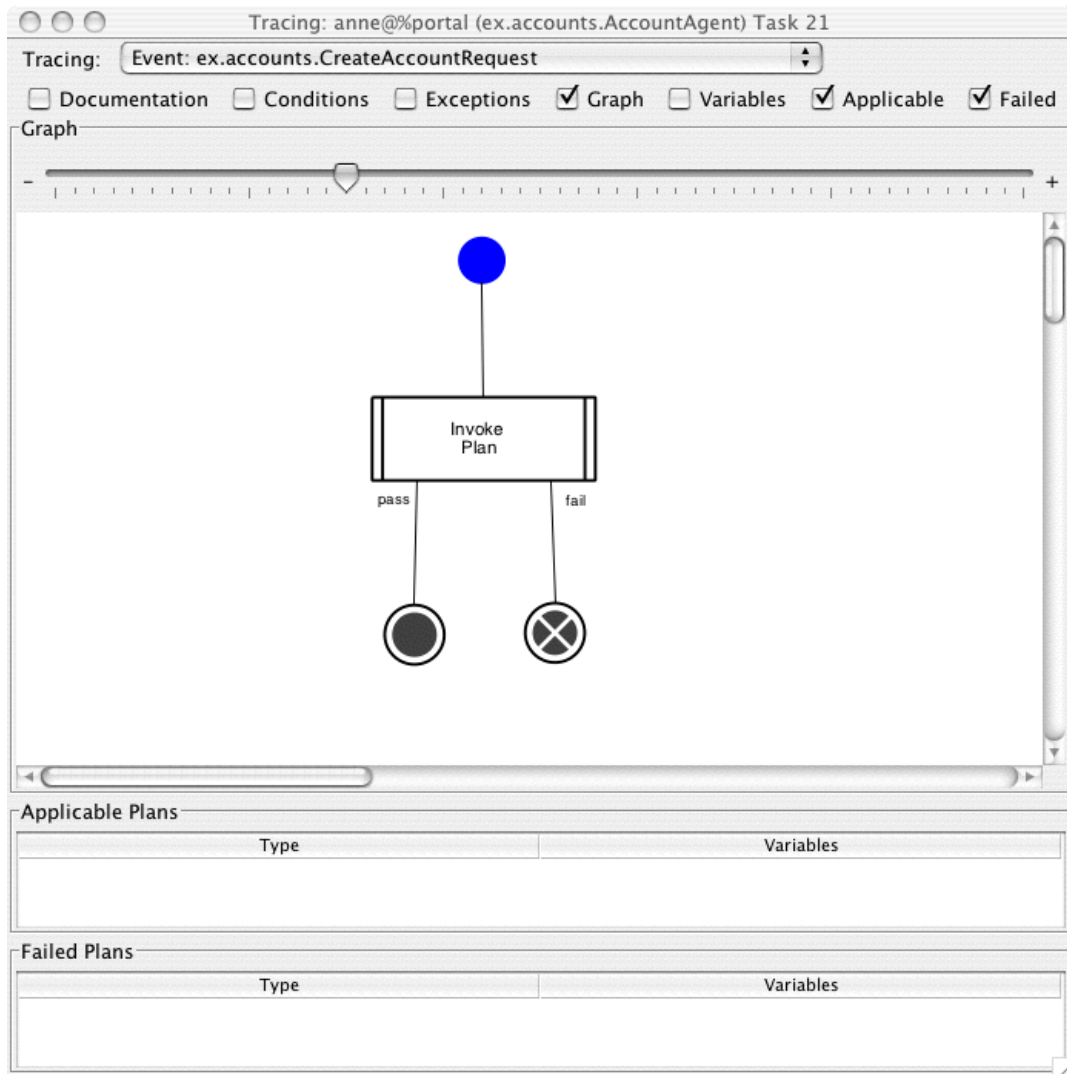 Tracing: anne@%portal (ex.accounts.AccountAgent) Task 21
Tracing: Event: ex.accounts.CreateAccountRequest
Documentation Conditions Exceptions Graph Variables Applicable Failed
Graph
- +
Invoke
Plan
pass fail
Applicable Plans
Type Variables
Failed Plans
Type Variables